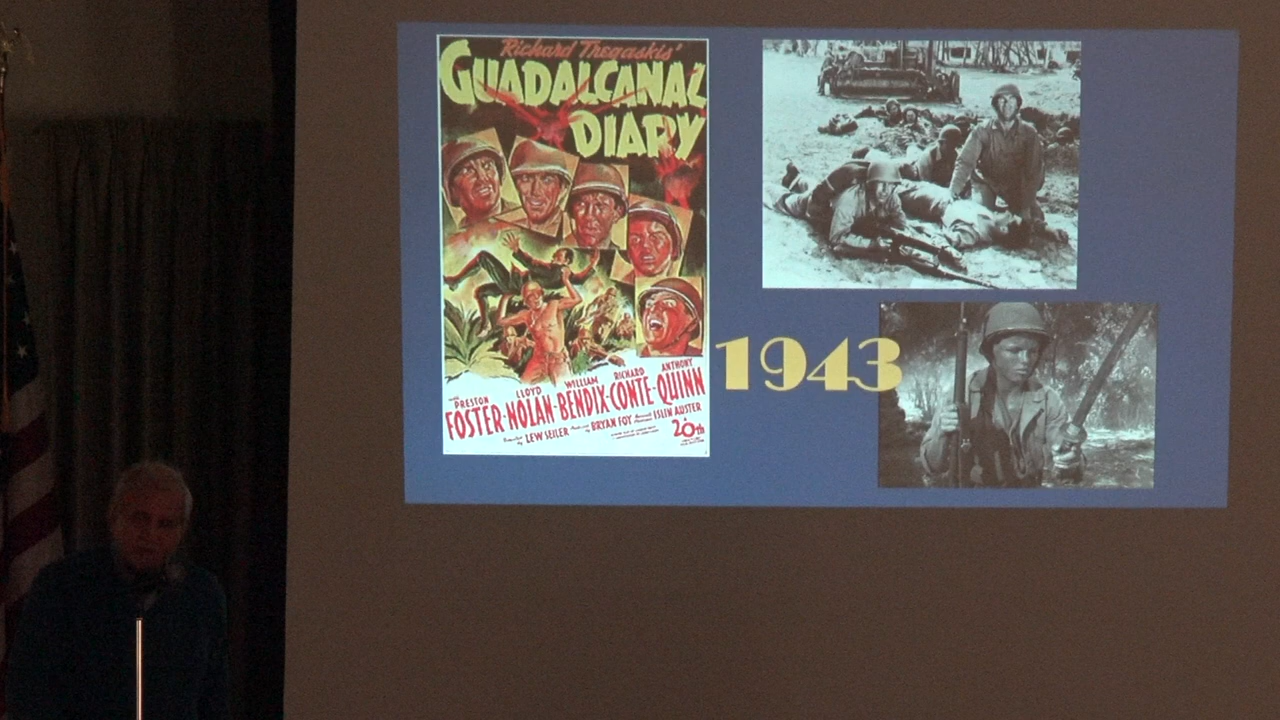 Richard Tregaskis'
GUADALCANAL
DIARY
PRESTON FOSTER · LLOYD NOLAN · WILLIAM BENDIX · RICHARD CONTE · ANTHONY QUINN
LEW SEILER BRYAN FOY ISLIN AUSTER
20th
1943